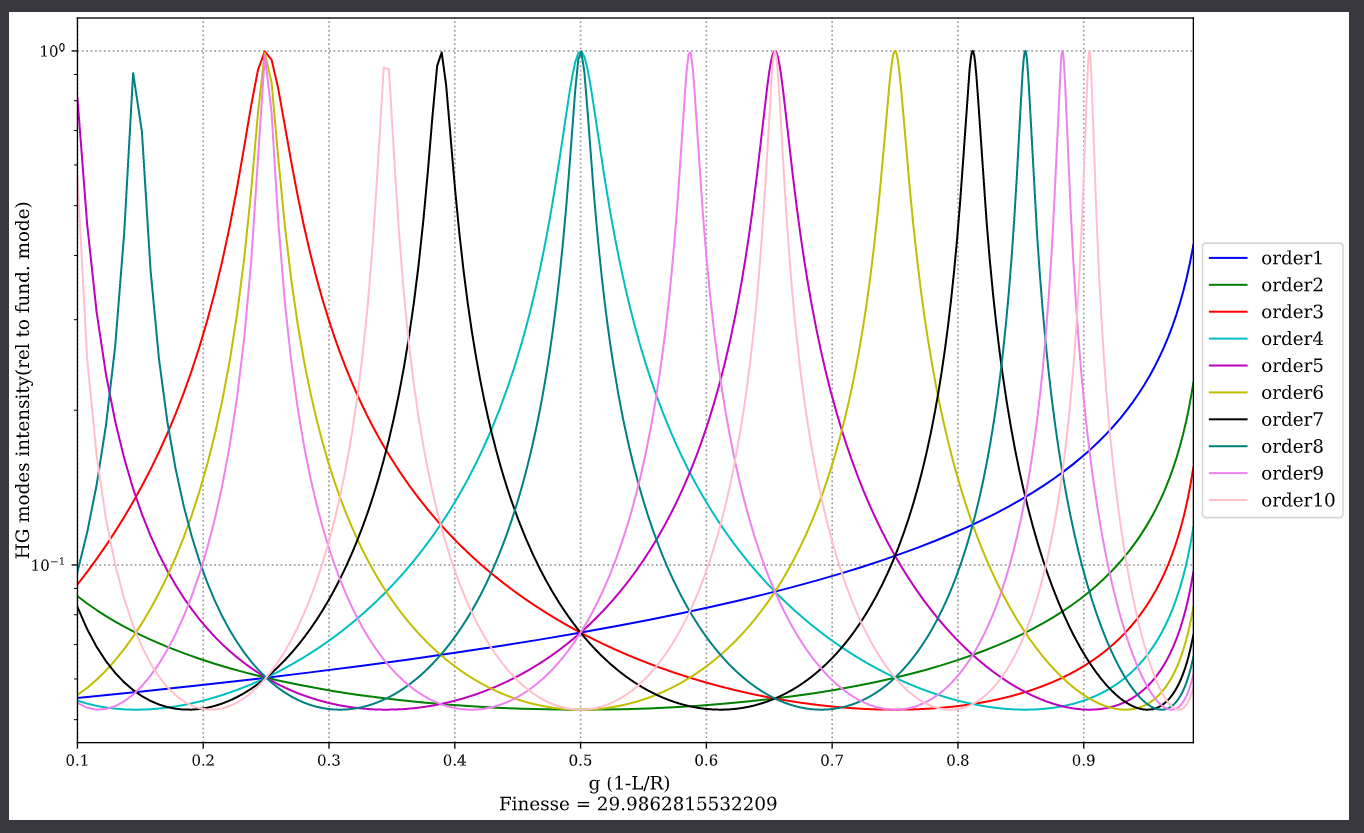 10⁰
10⁻¹
HG modes intensity(rel to fund. mode)
0.1 0.2 0.3 0.4 0.5 0.6 0.7 0.8 0.9
g (1-L/R)
Finesse = 29.9862815532209
order1
order2
order3
order4
order5
order6
order7
order8
order9
order10